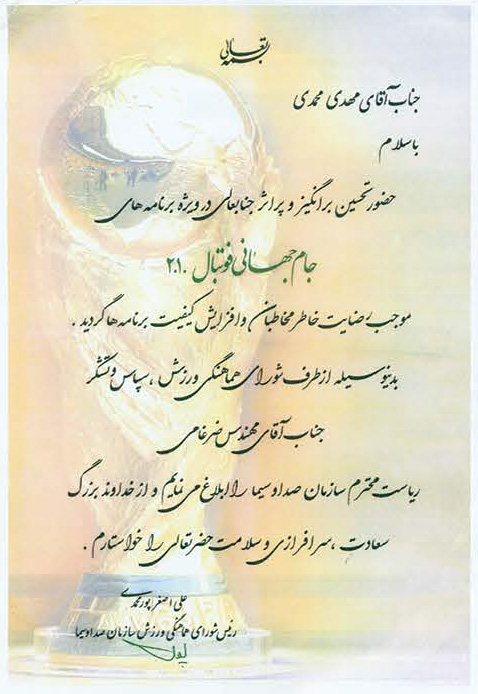 بسمه تعالی
جناب آقای مهدی محمدی
با سلام
حضور تحسین برانگیز و پر اثر جنابعالی در ویژه برنامه های
جام جهانی فوتبال ۲۰۱۰
موجب رضایت خاطر مخاطبان و افزایش کیفیت برنامه ها گردید .
بدینوسیله از طرف شورای هماهنگی ورزش ، سپاس و تشکر
جناب آقای مهندس ضرغامی
ریاست محترم سازمان صدا و سیما را ابلاغ می نمایم و از خداوند بزرگ
سعادت ، سرافرازی و سلامت حضرتعالی را خواستارم .
علی اصغر پورمحمدی
رئیس شورای هماهنگی ورزش سازمان صدا و سیما